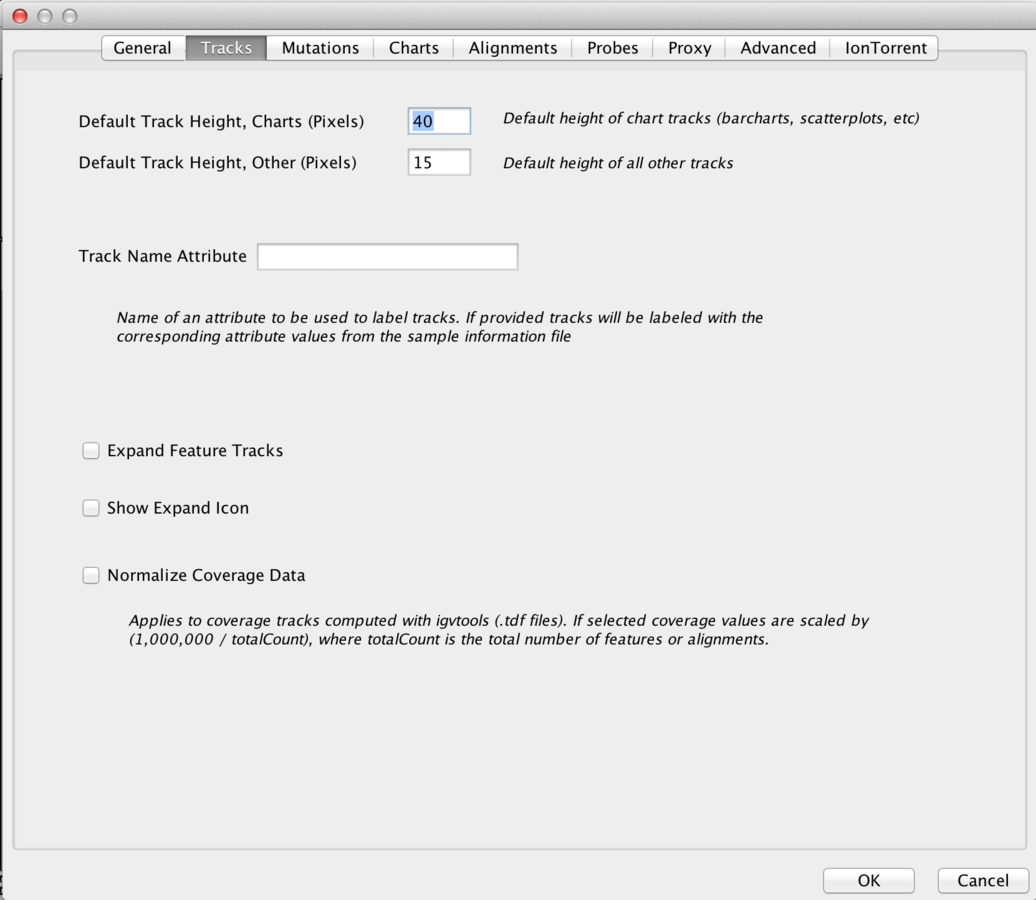 General Tracks Mutations Charts Alignments Probes Proxy Advanced IonTorrent
Default Track Height, Charts (Pixels) 40 Default height of chart tracks (barcharts, scatterplots, etc)
Default Track Height, Other (Pixels) 15 Default height of all other tracks
Track Name Attribute
Name of an attribute to be used to label tracks. If provided tracks will be labeled with the
corresponding attribute values from the sample information file
Expand Feature Tracks
Show Expand Icon
Normalize Coverage Data
Applies to coverage tracks computed with igvtools (.tdf files). If selected coverage values are scaled by
(1,000,000 / totalCount), where totalCount is the total number of features or alignments.
OK Cancel